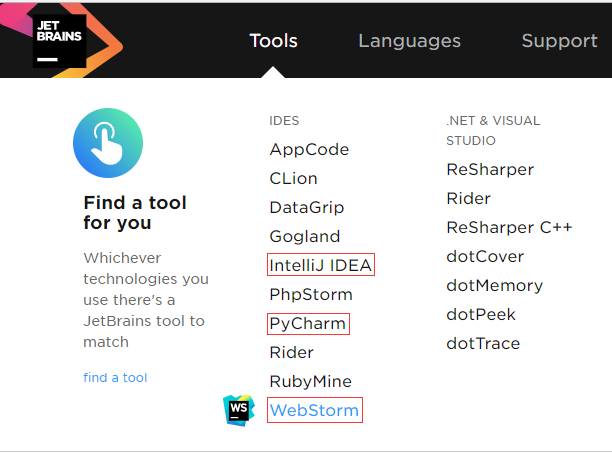 JET
BRAINS
Tools
Languages
Support
Find a tool
for you
Whichever
technologies you
use there's a
JetBrains tool to
match
find a tool
IDES
AppCode
CLion
DataGrip
Gogland
IntelliJ IDEA
PhpStorm
PyCharm
Rider
RubyMine
WS
WebStorm
.NET & VISUAL
STUDIO
ReSharper
Rider
ReSharper C++
dotCover
dotMemory
dotPeek
dotTrace